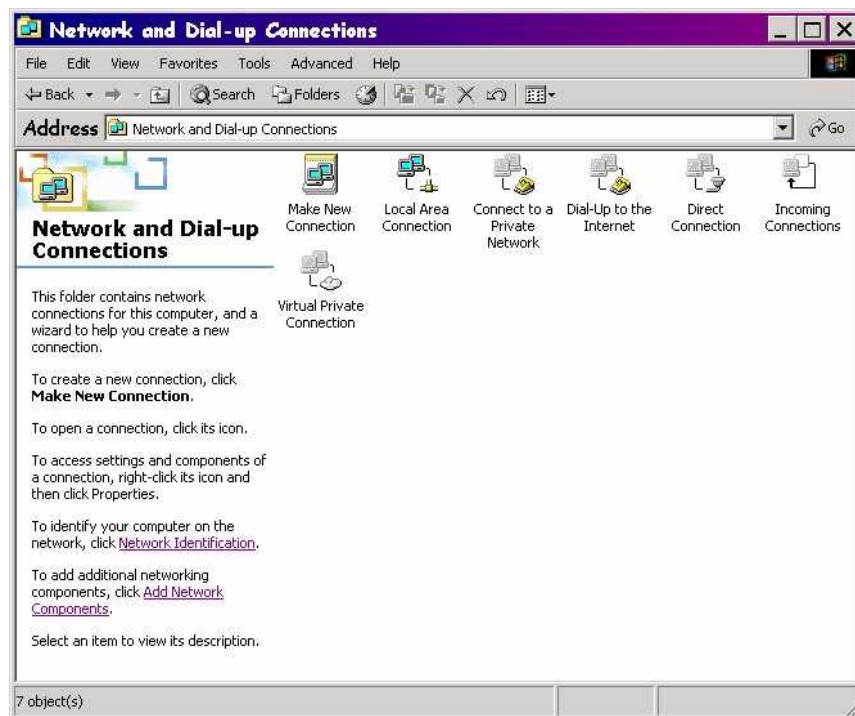 Network and Dial-up Connections
File Edit View Favorites Tools Advanced Help
Back Search Folders
Address Network and Dial-up Connections Go
Network and Dial-up
Connections
This folder contains network
connections for this computer, and a
wizard to help you create a new
connection.
To create a new connection, click
Make New Connection.
To open a connection, click its icon.
To access settings and components of
a connection, right-click its icon and
then click Properties.
To identify your computer on the
network, click Network Identification.
To add additional networking
components, click Add Network
Components.
Select an item to view its description.
Make New
Connection
Local Area
Connection
Connect to a
Private
Network
Dial-Up to the
Internet
Direct
Connection
Incoming
Connections
Virtual Private
Connection
7 object(s)